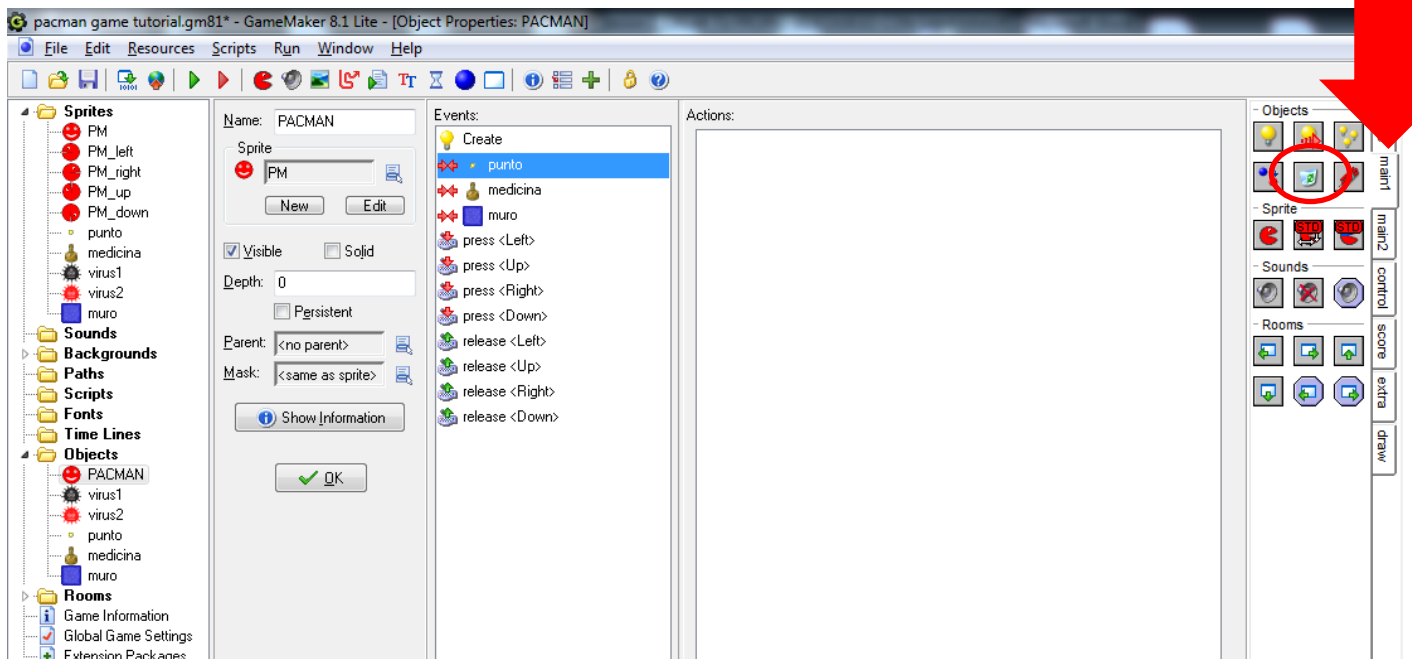 pacman game tutorial.gm81* - GameMaker 8.1 Lite - [Object Properties: PACMAN]
File Edit Resources Scripts Run Window Help
Sprites
PM
PM_left
PM_right
PM_up
PM_down
punto
medicina
virus1
virus2
muro
Sounds
Backgrounds
Paths
Scripts
Fonts
Time Lines
Objects
PACMAN
virus1
virus2
punto
medicina
muro
Rooms
Game Information
Global Game Settings
Extension Packages
Name: PACMAN
Sprite
PM
New Edit
Visible Solid
Depth: 0
Persistent
Parent: <no parent>
Mask: <same as sprite>
Show Information
OK
Events:
Create
punto
medicina
muro
press <Left>
press <Up>
press <Right>
press <Down>
release <Left>
release <Up>
release <Right>
release <Down>
Actions:
Objects
Sprite
Sounds
Rooms
main1
main2
control
score
extra
draw